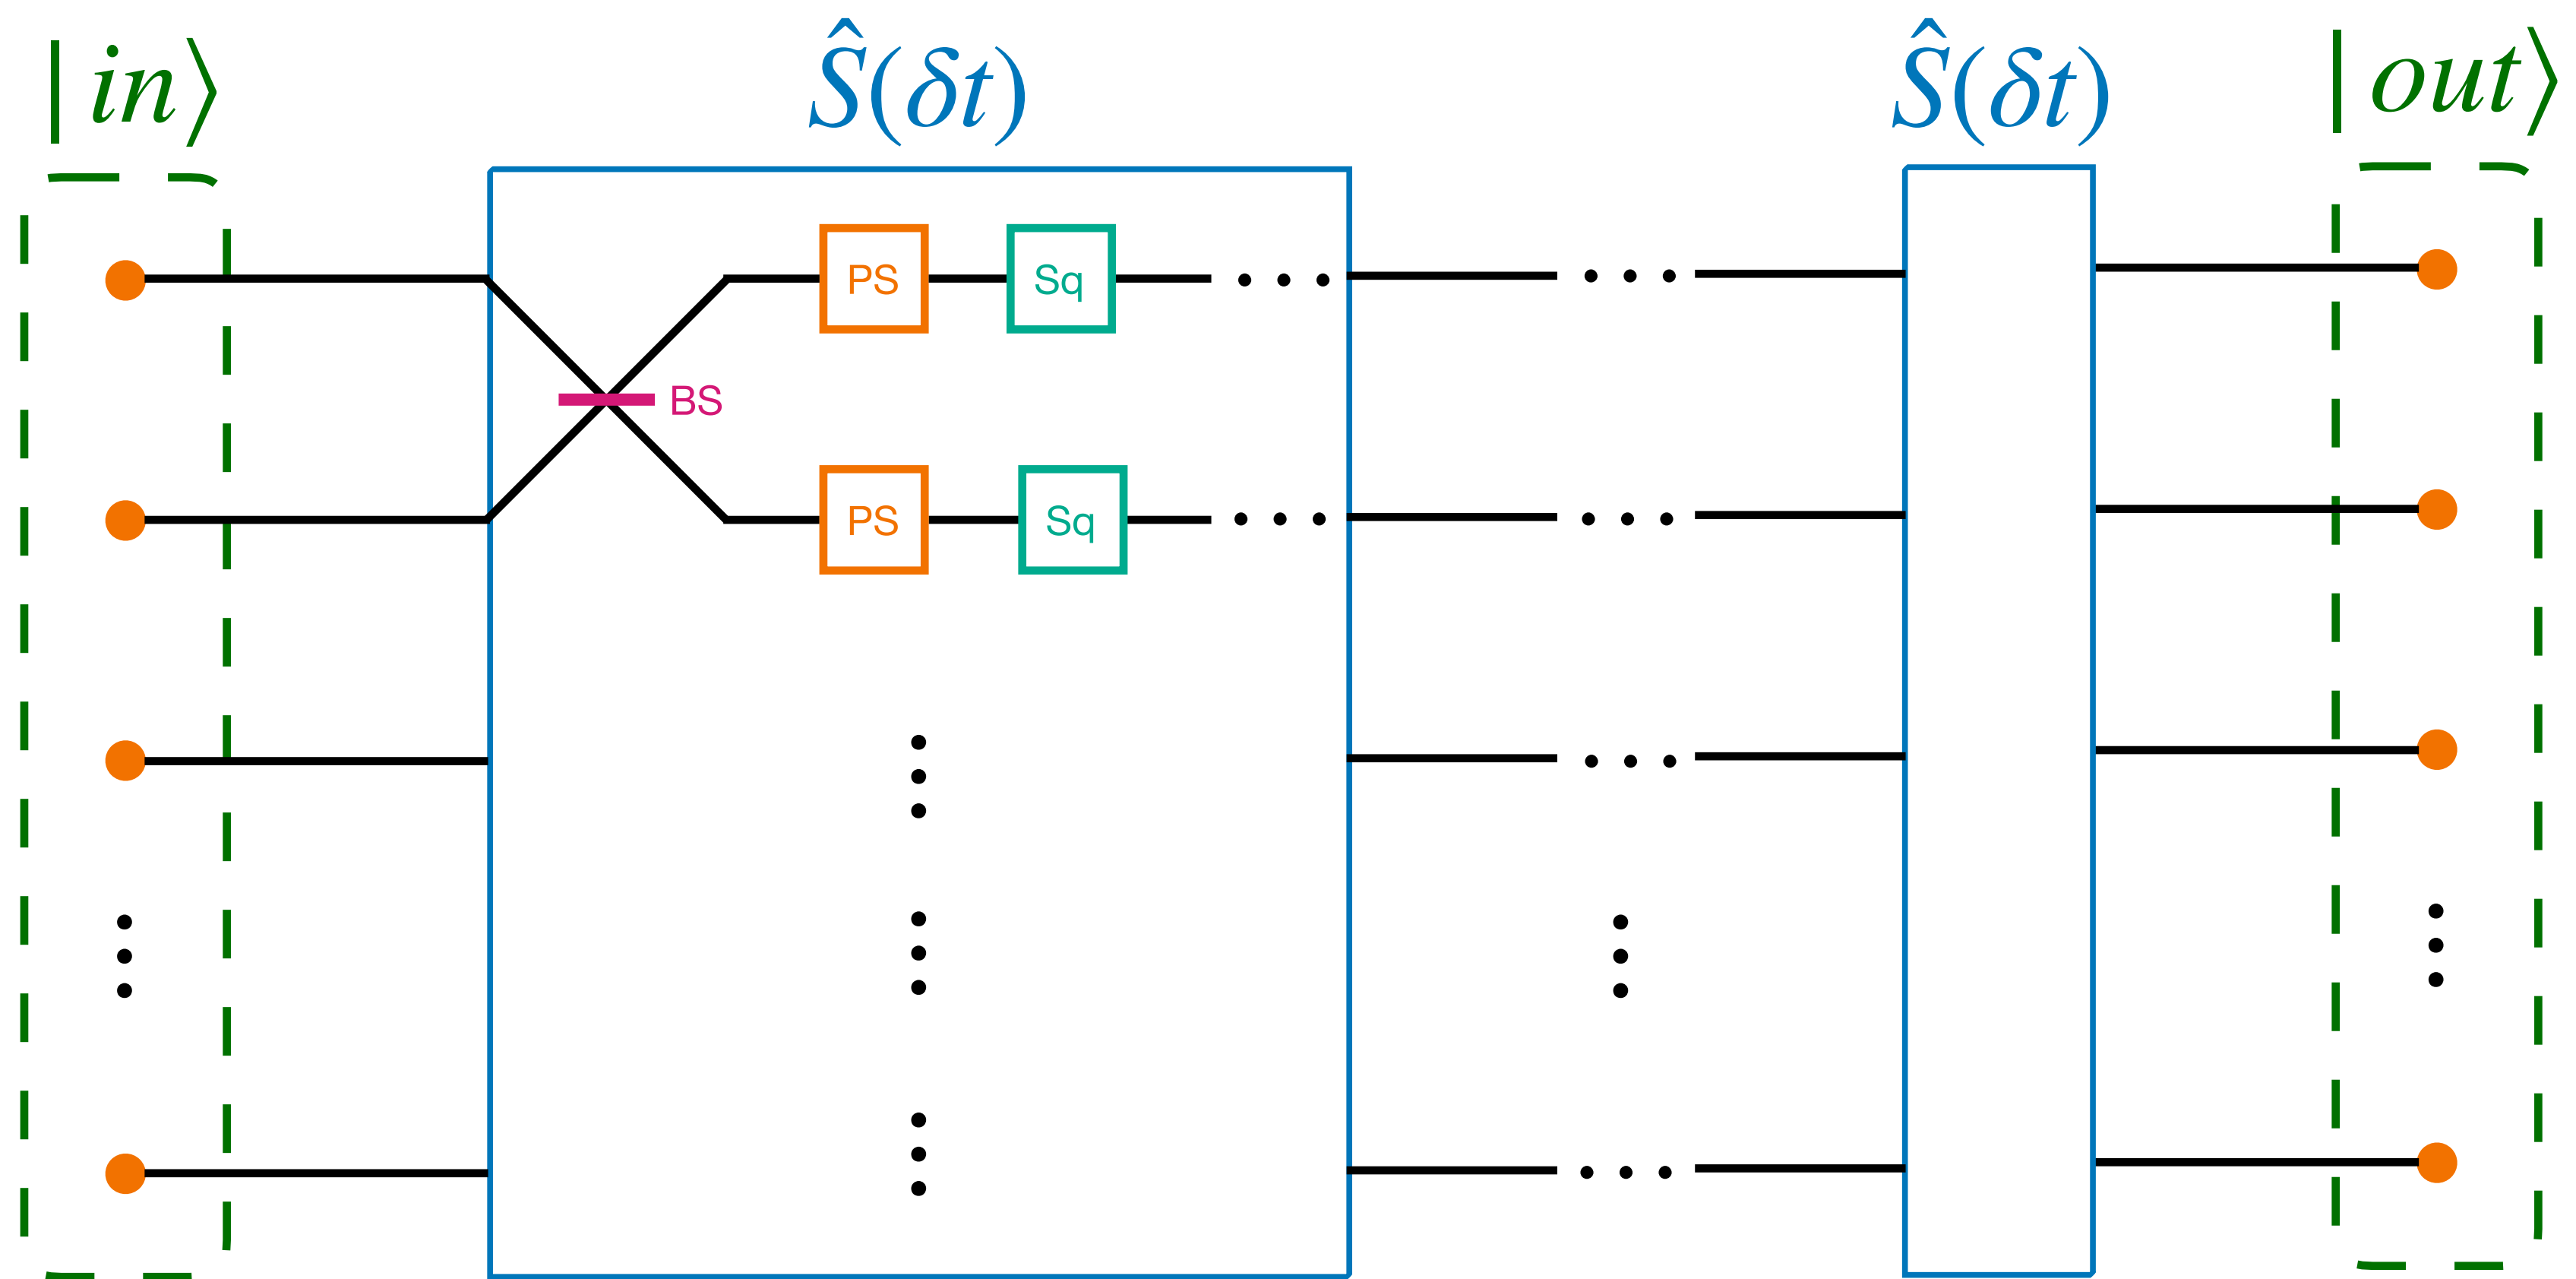 |in⟩
Ŝ(δt)
Ŝ(δt)
|out⟩
PS
Sq
BS
PS
Sq